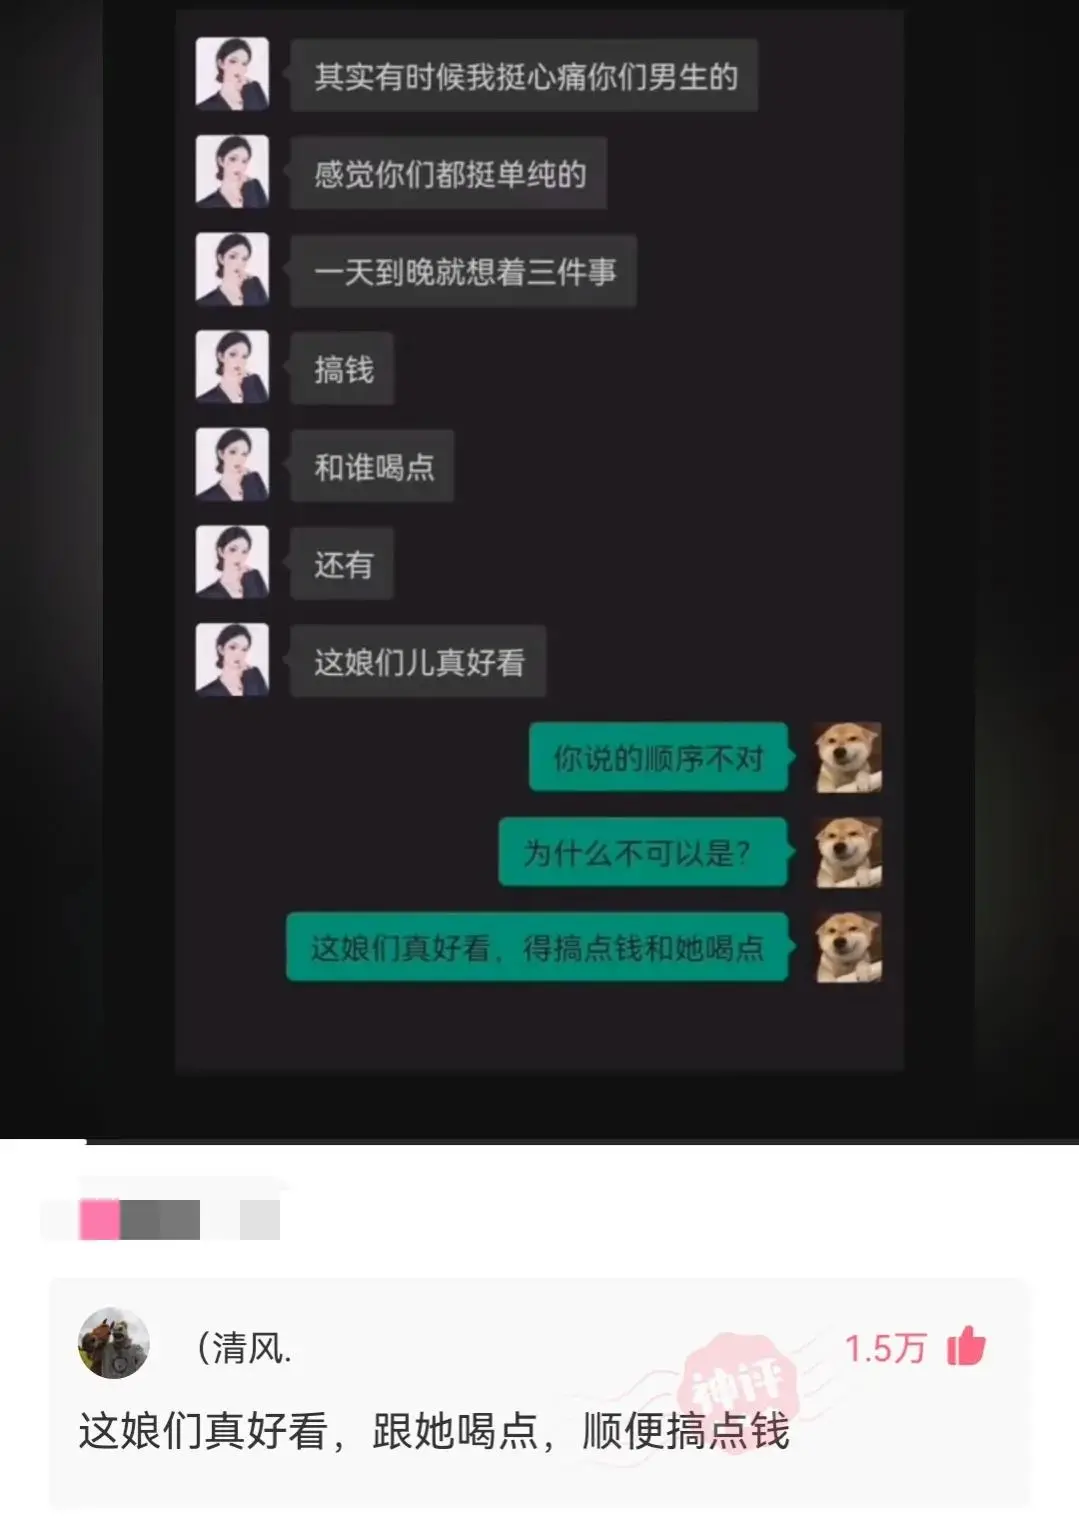 其实有时候我挺心痛你们男生的
感觉你们都挺单纯的
一天到晚就想着三件事
搞钱
和谁喝点
还有
这娘们儿真好看
你说的顺序不对
为什么不可以是？
这娘们真好看，得搞点钱和她喝点
（清风.
1.5万
神评
这娘们真好看，跟她喝点，顺便搞点钱